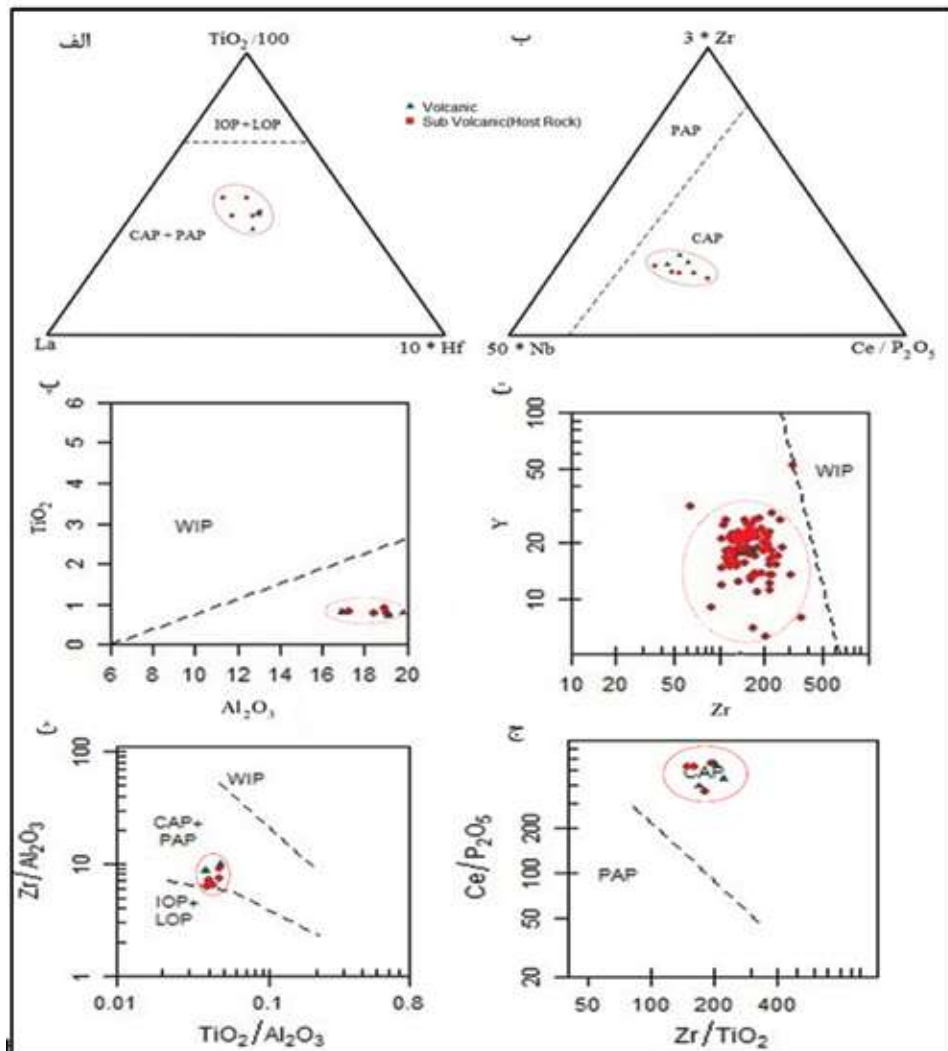 الف
TiO2/100
IOP+LOP
CAP + PAP
La
10 * Hf
Volcanic
Sub Volcanic(Host Rock)
ب
3 * Zr
PAP
CAP
50 * Nb
Ce / P2O5
TiO2
6
5
4
3
2
1
0
WIP
6 8 10 12 14 16 18 20
Al2O3
Y
100
50
20
10
WIP
10 20 50 100 200 500
Zr
Zr/Al2O3
100
10
1
WIP
CAP+
PAP
IOP+
LOP
0.01 0.1 0.8
TiO2/Al2O3
Ce/P2O5
200
100
50
20
CAP
PAP
50 100 200 400
Zr/TiO2